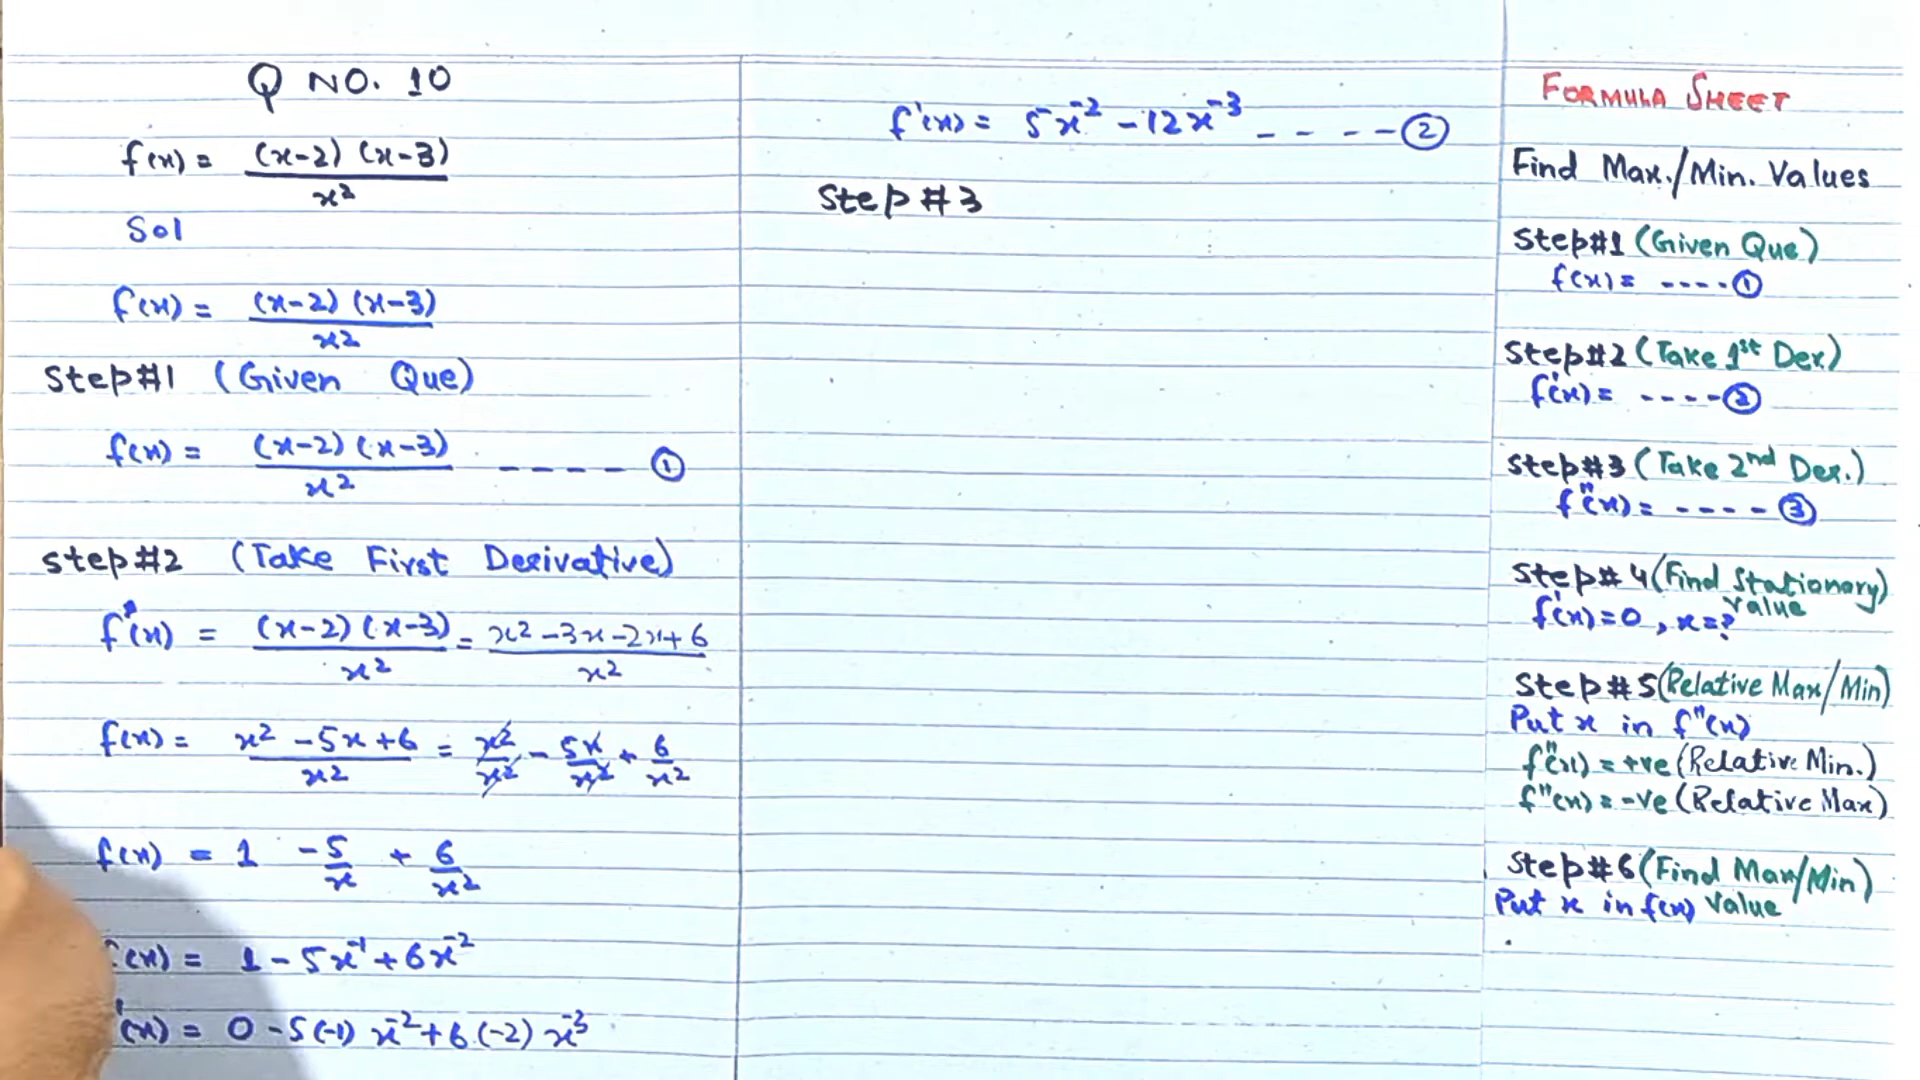 Q NO. 10
f(x) = (x-2) (x-3) / x²
Sol
f(x) = (x-2) (x-3) / x²
Step#1 (Given Que)
f(x) = (x-2) (x-3) / x² ---- ①
Step#2 (Take First Derivative)
f'(x) = (x-2) (x-3) / x² = x² -3x -2x + 6 / x²
f(x) = x² -5x +6 / x² = x²/x² - 5x/x² + 6/x²
f(x) = 1 - 5/x + 6/x²
f(x) = 1 - 5x⁻¹ + 6x⁻²
'(x) = 0 - 5(-1) x⁻² + 6.(-2) x⁻³
f'(x) = 5x⁻² - 12x⁻³ ---- ②
Step #3
FORMULA SHEET
Find Max./Min. Values
Step#1 (Given Que)
f(x) = ---- ①
Step#2 (Take 1st Der.)
f'(x) = ---- ②
Step#3 (Take 2nd Der.)
f"(x) = ---- ③
Step# 4 (Find Stationary)
Value
f'(x) = 0 , x = ?
Step# 5 (Relative Max/Min)
Put x in f"(x)
f"(x) = +ve (Relative Min.)
f"(x) = -ve (Relative Max)
Step#6 (Find Max/Min)
Put x in f(x) Value